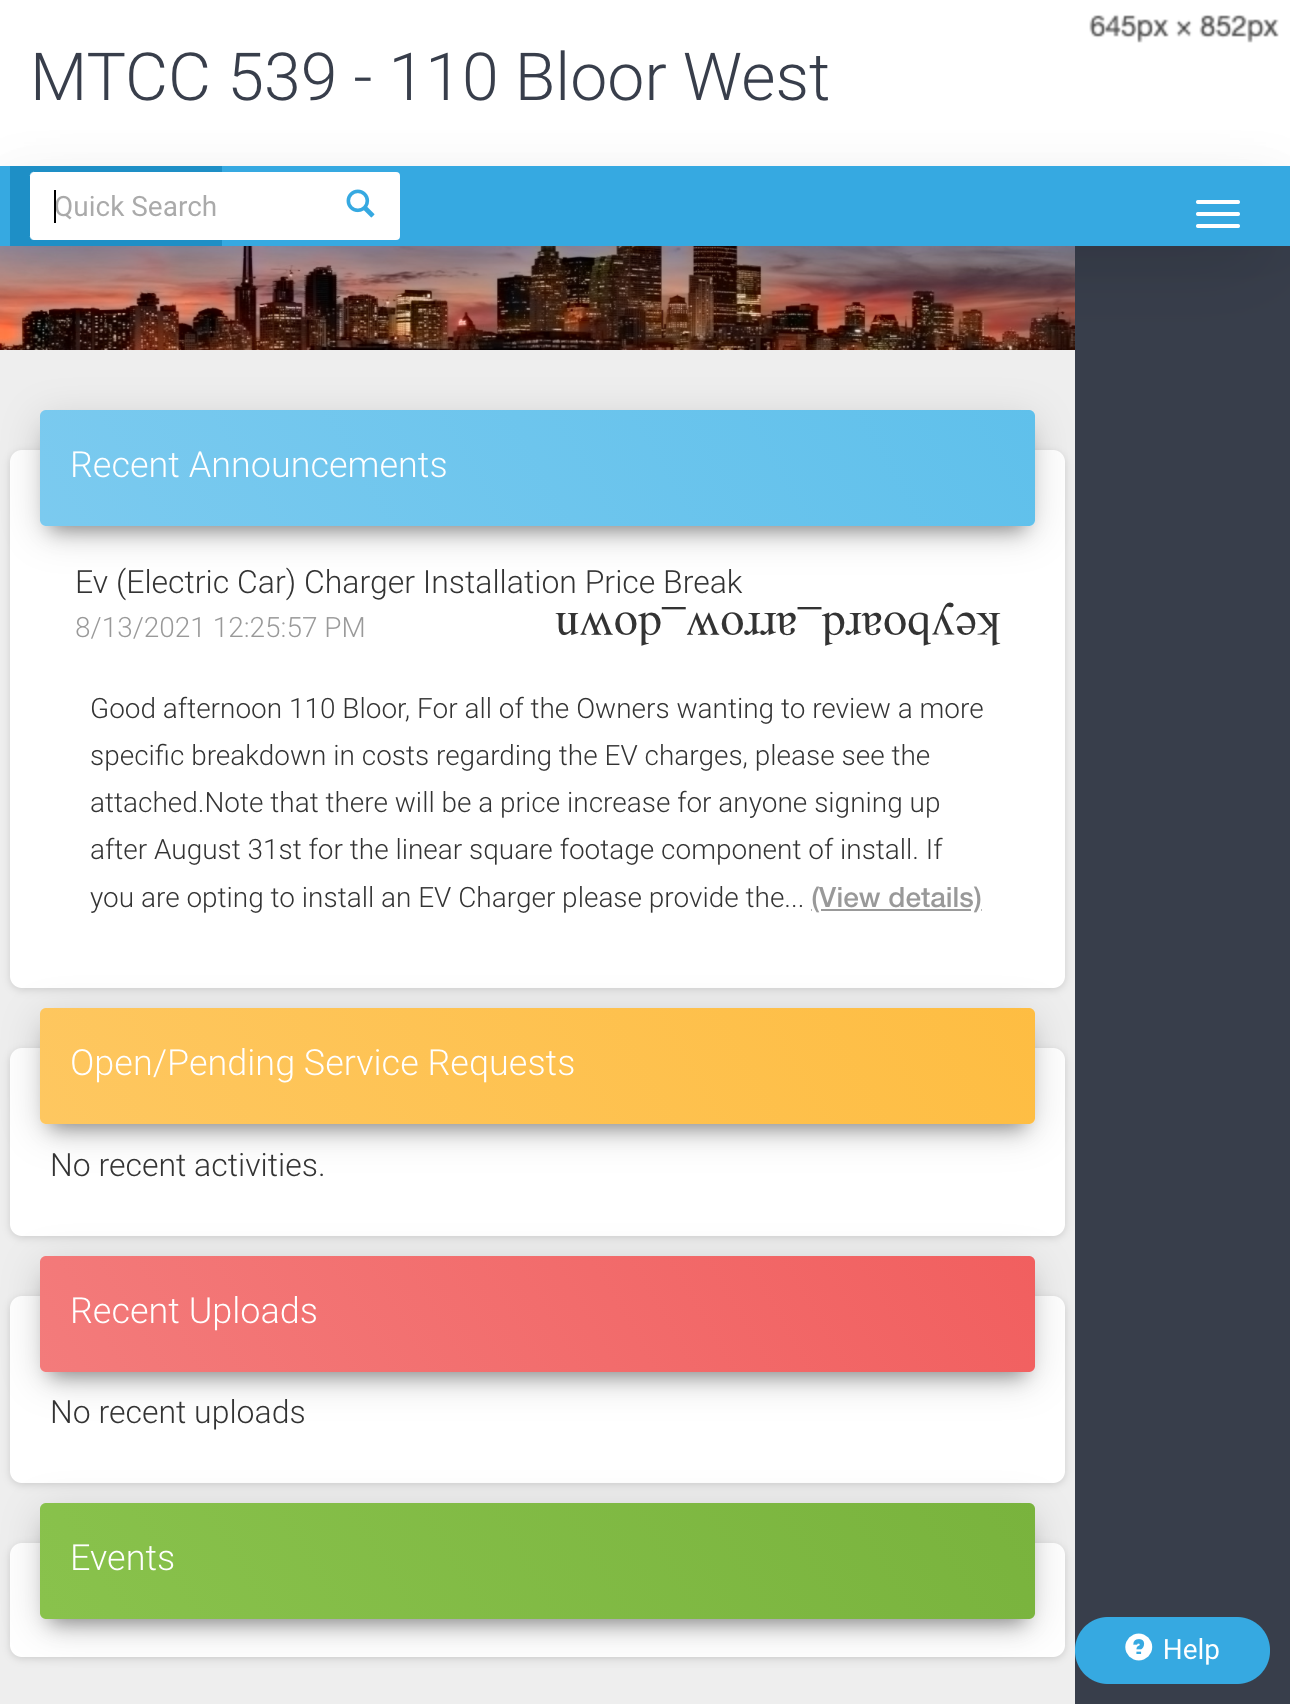 645px × 852px
MTCC 539 - 110 Bloor West
Quick Search
Recent Announcements
Ev (Electric Car) Charger Installation Price Break
8/13/2021 12:25:57 PM
keyboard_arrow_down
Good afternoon 110 Bloor, For all of the Owners wanting to review a more
specific breakdown in costs regarding the EV charges, please see the
attached.Note that there will be a price increase for anyone signing up
after August 31st for the linear square footage component of install. If
you are opting to install an EV Charger please provide the... (View details)
Open/Pending Service Requests
No recent activities.
Recent Uploads
No recent uploads
Events
Help